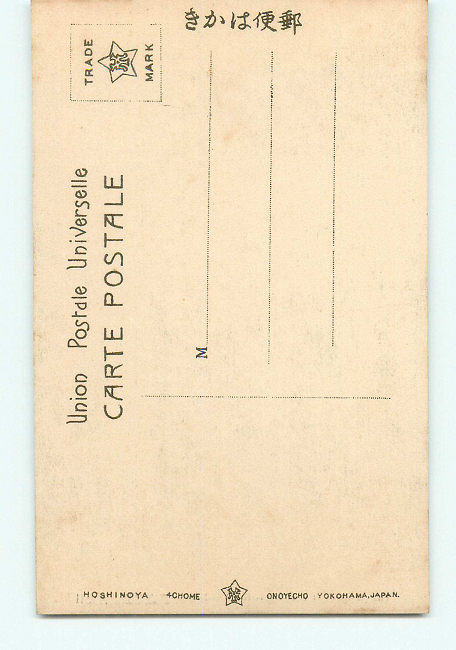 郵便はかき
TRADE MARK
Union Postale Universelle
CARTE POSTALE
M
HOSHINOYA 4CHOME ONOYECHO YOKOHAMA, JAPAN.